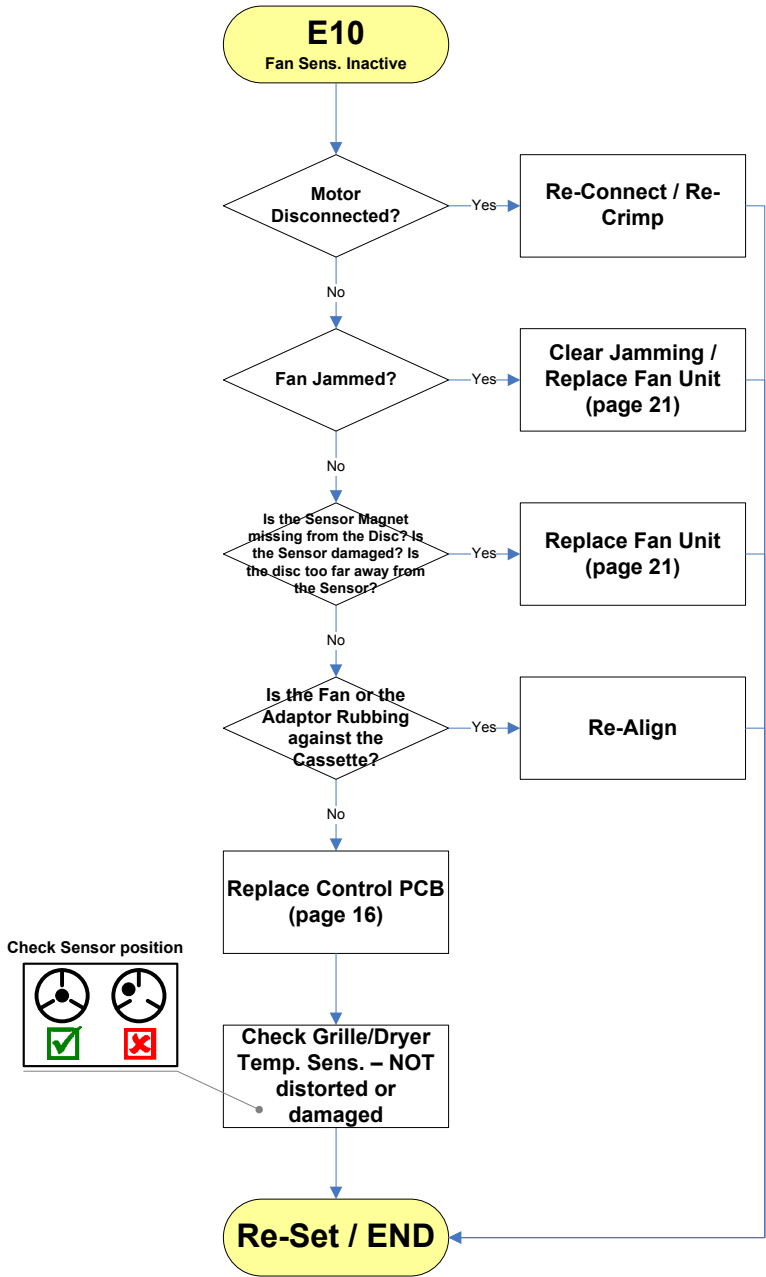 E10
Fan Sens. Inactive
Motor
Disconnected?
Yes
Re-Connect / Re-
Crimp
No
Fan Jammed?
Yes
Clear Jamming /
Replace Fan Unit
(page 21)
No
Is the Sensor Magnet
missing from the Disc? Is
the Sensor damaged? Is
the disc too far away from
the Sensor?
Yes
Replace Fan Unit
(page 21)
No
Is the Fan or the
Adaptor Rubbing
against the
Cassette?
Yes
Re-Align
No
Replace Control PCB
(page 16)
Check Sensor position
Check Grille/Dryer
Temp. Sens. – NOT
distorted or
damaged
Re-Set / END